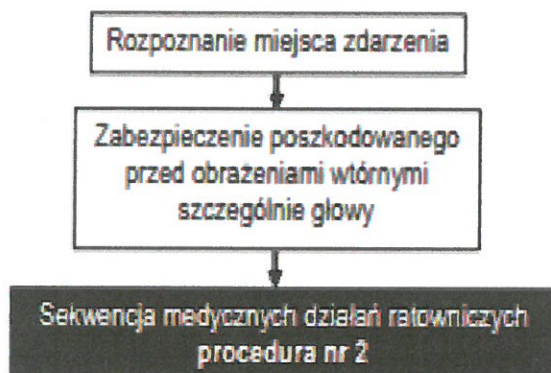 Rozpoznanie miejsca zdarzenia
Zabezpieczenie poszkodowanego
przed obrażeniami wtórnymi
szczególnie głowy
Sekwencja medycznych działań ratowniczych
procedura nr 2